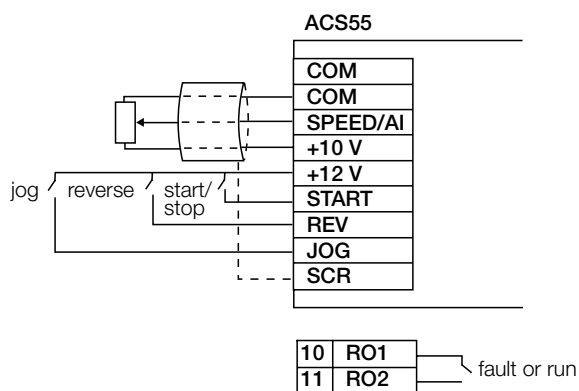 ACS55
COM
COM
SPEED/AI
+10 V
+12 V
START
REV
JOG
SCR
jog
reverse
start/
stop
10 RO1
11 RO2
fault or run